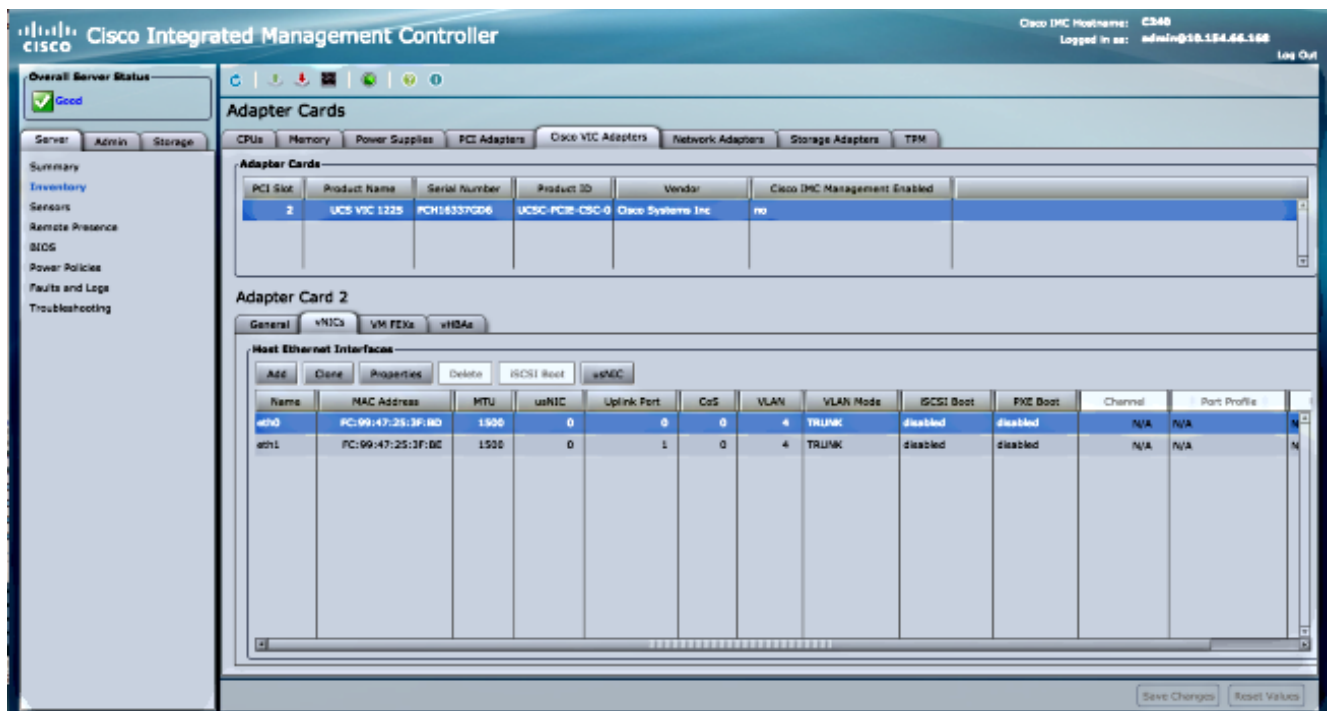 CISCO Cisco Integrated Management Controller
Cisco IMC Hostname: C240
Logged in as: admin@10.154.66.168
Log Out
Overall Server Status
Good
Server Admin Storage
Summary
Inventory
Sensors
Remote Presence
BIOS
Power Policies
Faults and Logs
Troubleshooting
Adapter Cards
CPUs Memory Power Supplies PCI Adapters Cisco VIC Adapters Network Adapters Storage Adapters TPM
Adapter Cards
PCI Slot Product Name Serial Number Product ID Vendor Cisco IMC Management Enabled
2 UCS VIC 1225 UCSC-PCIE-CSC-0 Cisco Systems Inc no
Adapter Card 2
General vNICs VM FEXs vHBAs
Host Ethernet Interfaces
Add Clone Properties Delete iSCSI Boot usNIC
Name MAC Address MTU usNIC Uplink Port CoS VLAN VLAN Mode iSCSI Boot PXE Boot Channel Port Profile
eth0 FC:99:47:25:3F:BD 1500 0 0 0 4 TRUNK disabled disabled N/A N/A N
eth1 FC:99:47:25:3F:BE 1500 0 1 0 4 TRUNK disabled disabled N/A N/A N
Save Changes Reset Values